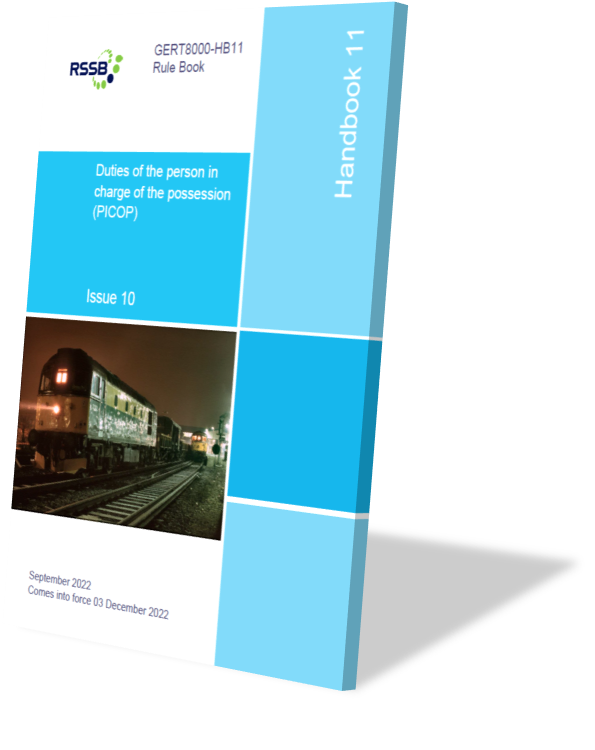 RSSB
GERT8000-HB11
Rule Book
Handbook 11
Duties of the person in
charge of the possession
(PICOP)
Issue 10
September 2022
Comes into force 03 December 2022